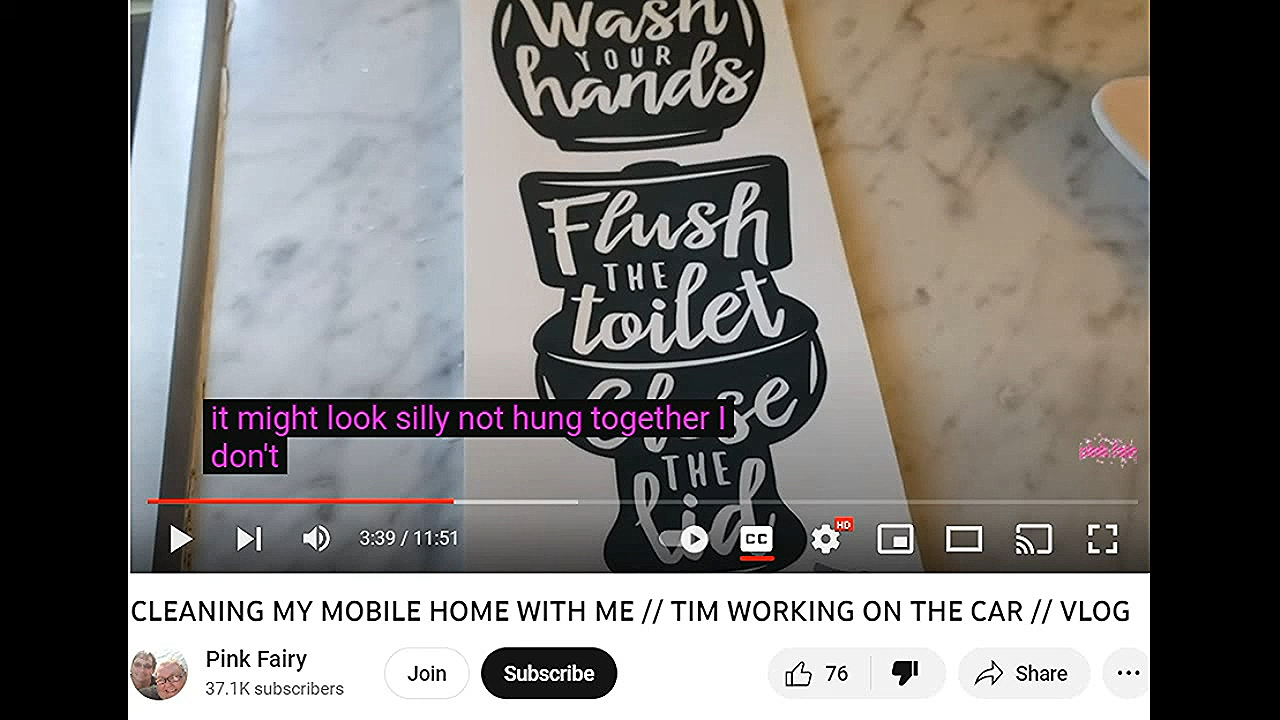 Wash
YOUR
hands
Flush
THE
toilet
Close
THE
lid
it might look silly not hung together I
don't
3:39 / 11:51
CC
HD
CLEANING MY MOBILE HOME WITH ME // TIM WORKING ON THE CAR // VLOG
Pink Fairy
37.1K subscribers
Join
Subscribe
76
Share